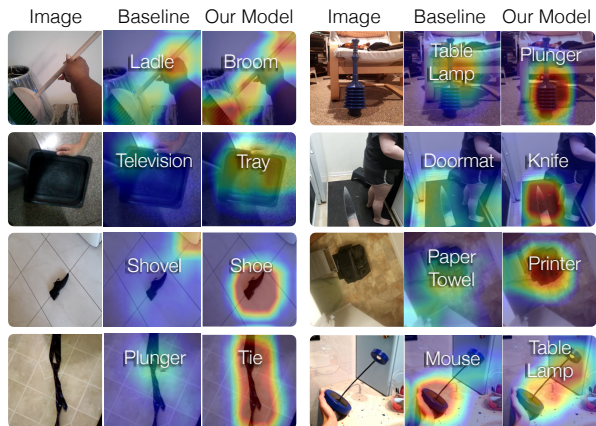 Image Baseline Our Model Image Baseline Our Model
Ladle Broom Table Lamp Plunger
Television Tray Doormat Knife
Shovel Shoe Paper Towel Printer
Plunger Tie Mouse Table Lamp